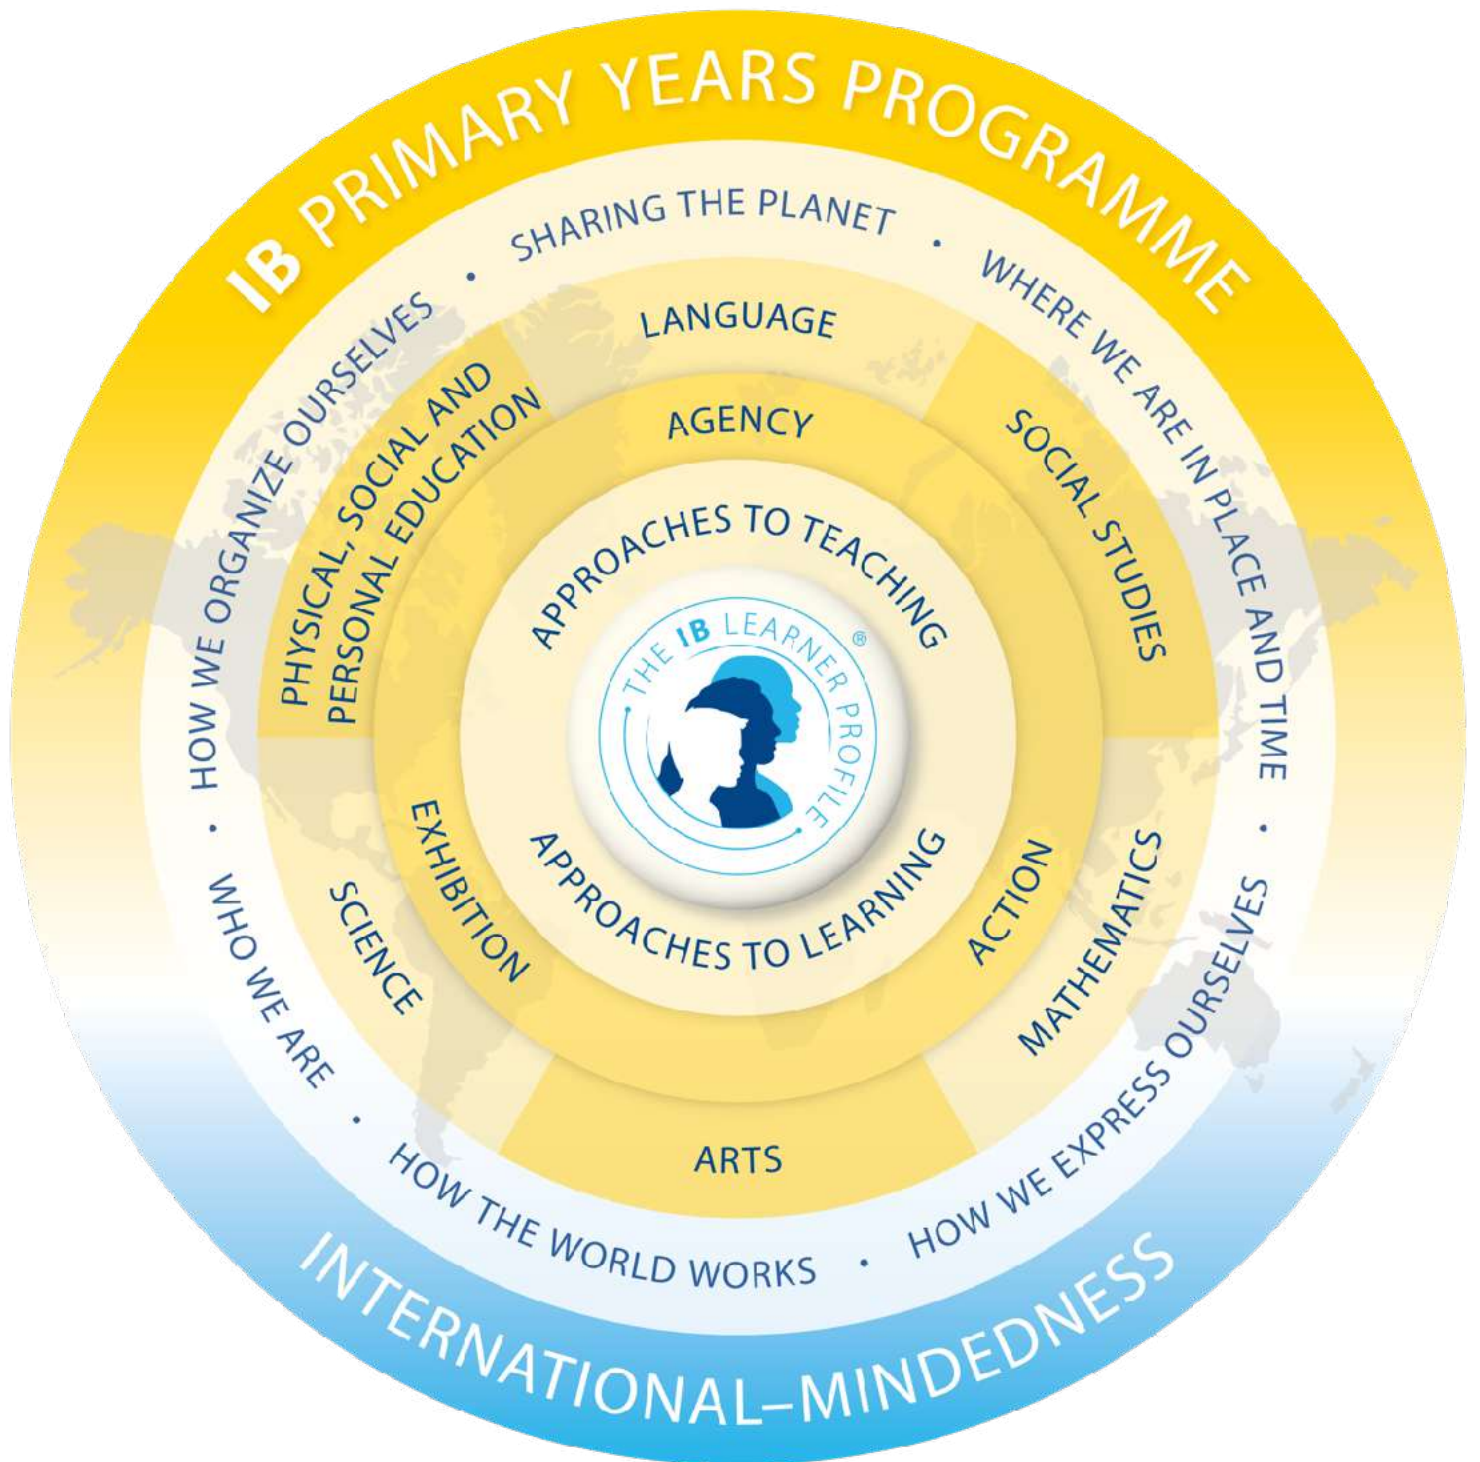 IB PRIMARY YEARS PROGRAMME
SHARING THE PLANET
•
WHERE WE ARE IN PLACE AND TIME
•
HOW WE EXPRESS OURSELVES
•
HOW THE WORLD WORKS
•
WHO WE ARE
•
HOW WE ORGANIZE OURSELVES
•
LANGUAGE
SOCIAL STUDIES
MATHEMATICS
ARTS
SCIENCE
PHYSICAL, SOCIAL AND
PERSONAL EDUCATION
AGENCY
ACTION
EXHIBITION
APPROACHES TO TEACHING
THE IB LEARNER PROFILE ®
APPROACHES TO LEARNING
INTERNATIONAL–MINDEDNESS